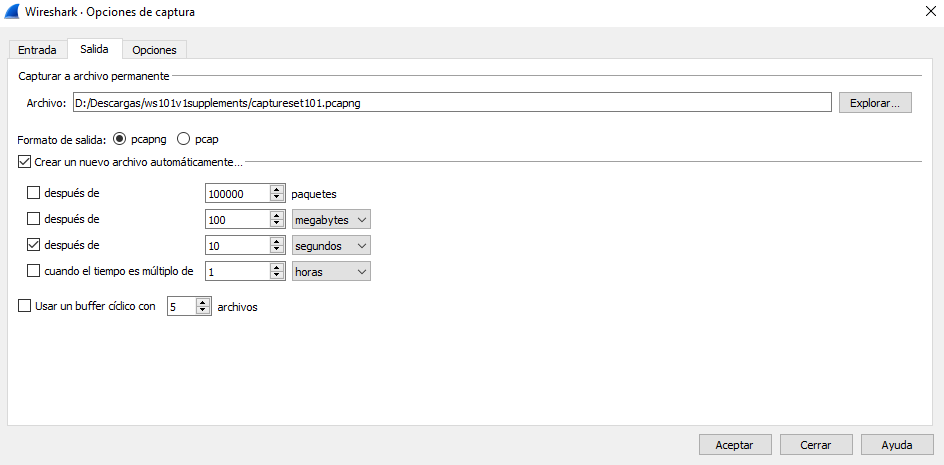 Wireshark · Opciones de captura
Entrada Salida Opciones
Capturar a archivo permanente
Archivo: D:/Descargas/ws101v1supplements/captureset101.pcapng Explorar...
Formato de salida: pcapng pcap
Crear un nuevo archivo automáticamente...
después de 100000 paquetes
después de 100 megabytes
después de 10 segundos
cuando el tiempo es múltiplo de 1 horas
Usar un buffer cíclico con 5 archivos
Aceptar Cerrar Ayuda